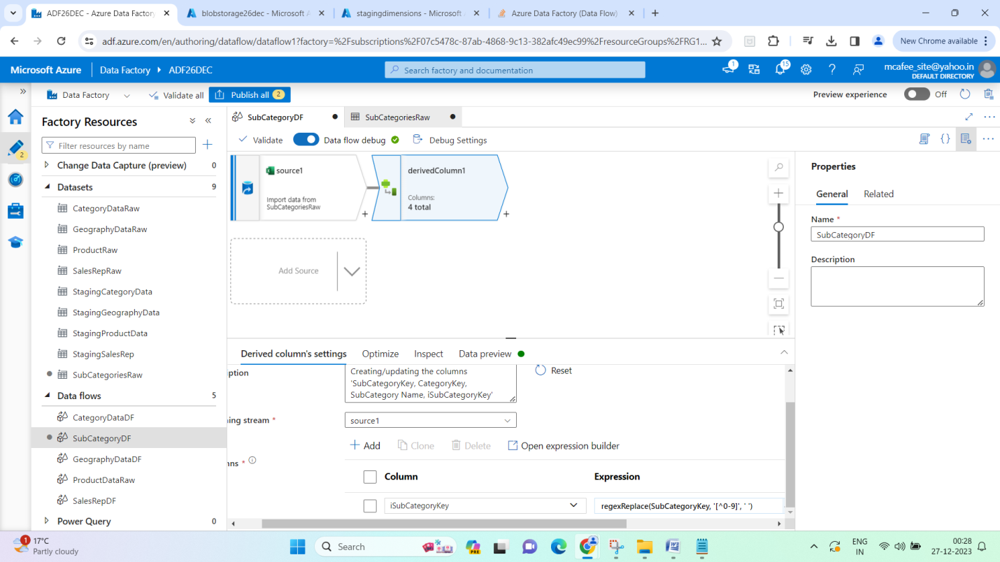 ADF26DEC - Azure Data Factory
blobstorage26dec - Microsoft A
stagingdimensions - Microsoft
Azure Data Factory (Data Flow)
adf.azure.com/en/authoring/dataflow/dataflow1?factory=%2Fsubscriptions%2F07c5478c-87ab-4868-9c13-382afc49ec99%2FresourceGroups%2FRG1...
New Chrome available
Microsoft Azure
Data Factory
ADF26DEC
Search factory and documentation
1
15
mcafee_site@yahoo.in
DEFAULT DIRECTORY
Data Factory
Validate all
Publish all 2
Preview experience
Off
2
Factory Resources
Filter resources by name
Change Data Capture (preview) 0
Datasets 9
CategoryDataRaw
GeographyDataRaw
ProductRaw
SalesRepRaw
StagingCategoryData
StagingGeographyData
StagingProductData
StagingSalesRep
SubCategoriesRaw
Data flows 5
CategoryDataDF
SubCategoryDF
GeographyDataDF
ProductDataRaw
SalesRepDF
Power Query 0
SubCategoryDF
SubCategoriesRaw
Validate
Data flow debug
Debug Settings
source1
Import data from
SubCategoriesRaw
derivedColumn1
Columns:
4 total
Add Source
Properties
General
Related
Name *
SubCategoryDF
Description
Derived column's settings
Optimize
Inspect
Data preview
iption
Creating/updating the columns
'SubCategoryKey, CategoryKey,
SubCategory Name, iSubCategoryKey'
Reset
ing stream *
source1
Add
Clone
Delete
Open expression builder
ns *
Column
Expression
iSubCategoryKey
regexReplace(SubCategoryKey, '[^0-9]', ' ')
1
17°C
Partly cloudy
Search
PRE
ENG
IN
00:28
27-12-2023